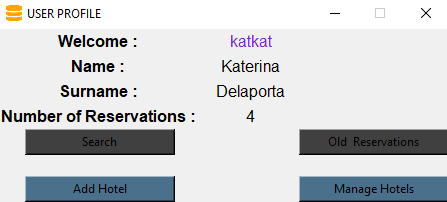 USER PROFILE
Welcome : katkat
Name : Katerina
Surname : Delaporta
Number of Reservations : 4
Search Old Reservations
Add Hotel Manage Hotels